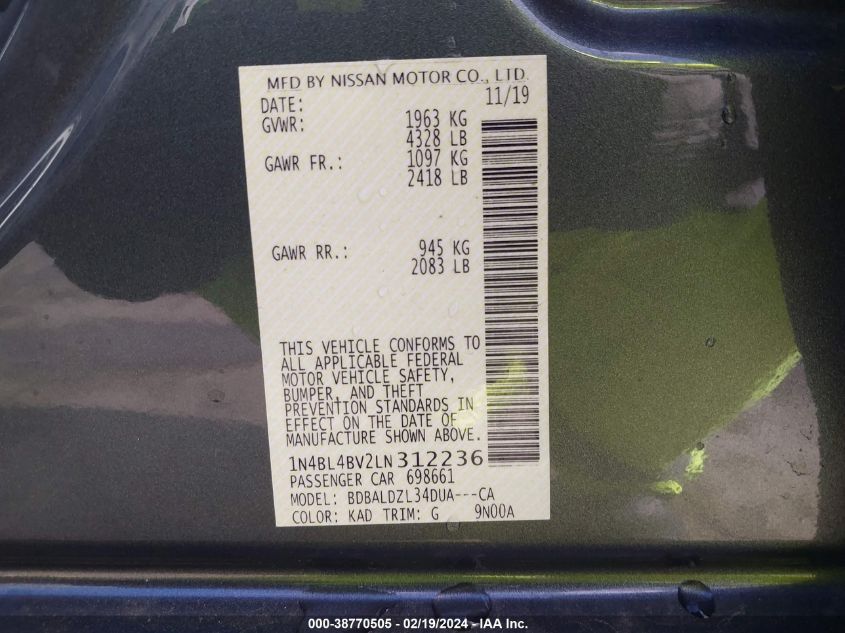 MFD BY NISSAN MOTOR CO., LTD.
DATE: 11/19
GVWR: 1963 KG
4328 LB
GAWR FR.: 1097 KG
2418 LB
GAWR RR.: 945 KG
2083 LB
THIS VEHICLE CONFORMS TO
ALL APPLICABLE FEDERAL
MOTOR VEHICLE SAFETY,
BUMPER, AND THEFT
PREVENTION STANDARDS IN
EFFECT ON THE DATE OF
MANUFACTURE SHOWN ABOVE.
1N4BL4BV2LN312236
PASSENGER CAR 698661
MODEL: BDBALDZL34DUA---CA
COLOR: KAD TRIM: G 9N00A
000-38770505 - 02/19/2024 - IAA Inc.